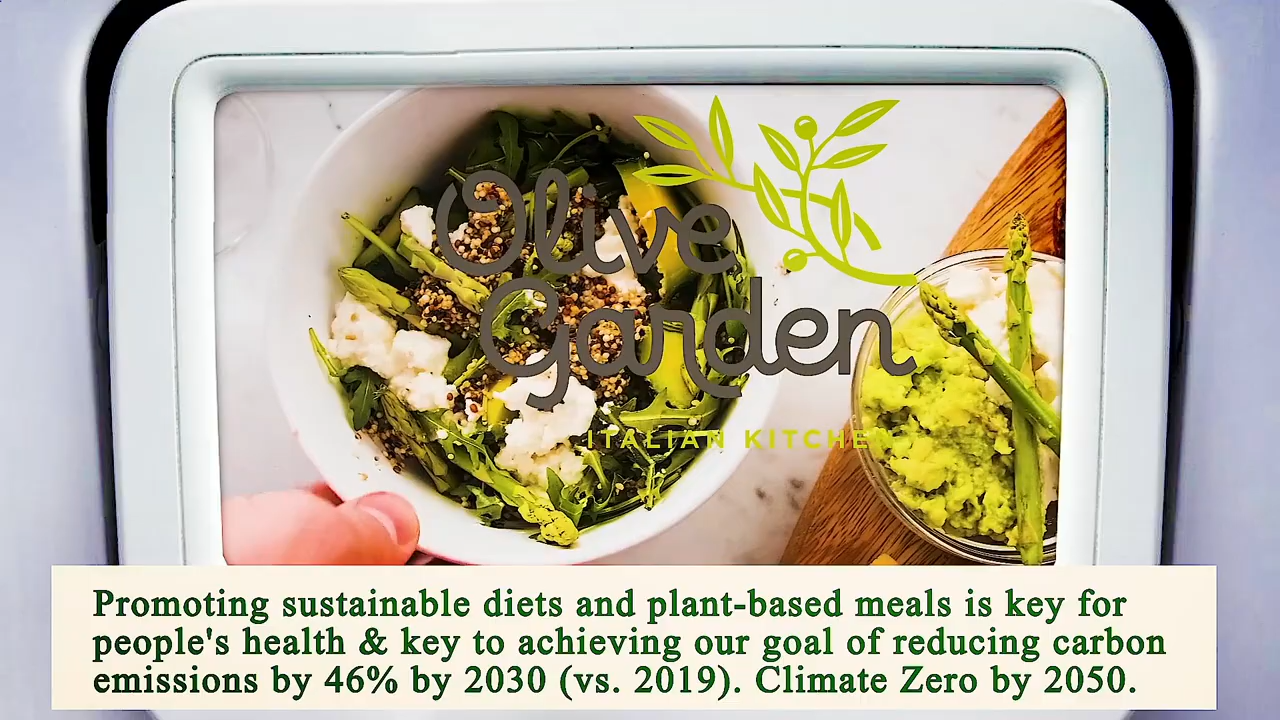 Olive
Garden
ITALIAN KITCHEN
Promoting sustainable diets and plant-based meals is key for
people's health & key to achieving our goal of reducing carbon
emissions by 46% by 2030 (vs. 2019). Climate Zero by 2050.